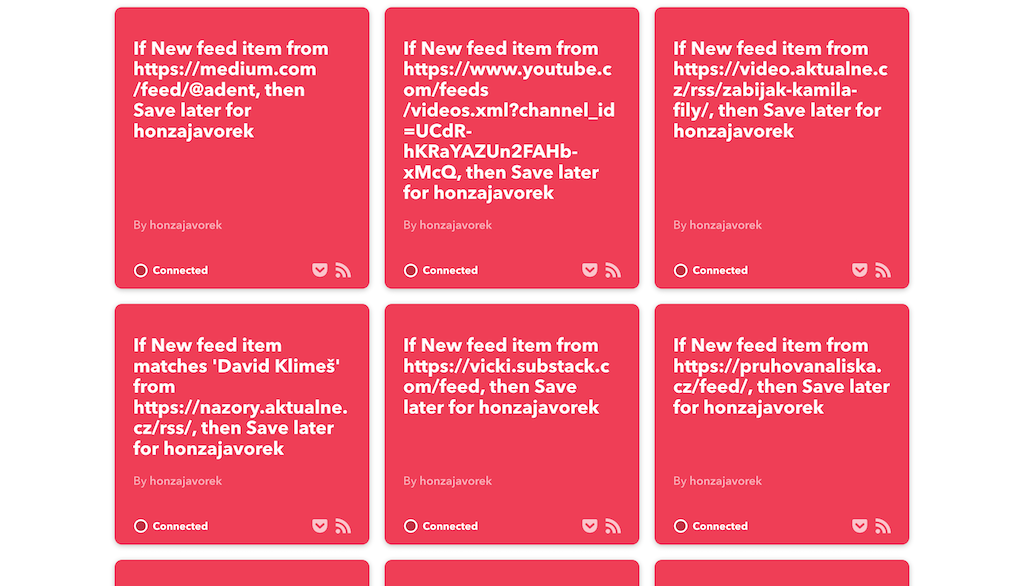 If New feed item from
https://medium.com
/feed/@adent, then
Save later for
honzajavorek
By honzajavorek
Connected
If New feed item from
https://www.youtube.c
om/feeds
/videos.xml?channel_id
=UCdR-
hKRaYAZUn2FAHb-
xMcQ, then Save later
for honzajavorek
By honzajavorek
Connected
If New feed item from
https://video.aktualne.c
z/rss/zabijak-kamila-
fily/, then Save later for
honzajavorek
By honzajavorek
Connected
If New feed item
matches 'David Klimeš'
from
https://nazory.aktualne.
cz/rss/, then Save later
for honzajavorek
By honzajavorek
Connected
If New feed item from
https://vicki.substack.c
om/feed, then Save
later for honzajavorek
By honzajavorek
Connected
If New feed item from
https://pruhovanaliska.
cz/feed/, then Save later
for honzajavorek
By honzajavorek
Connected